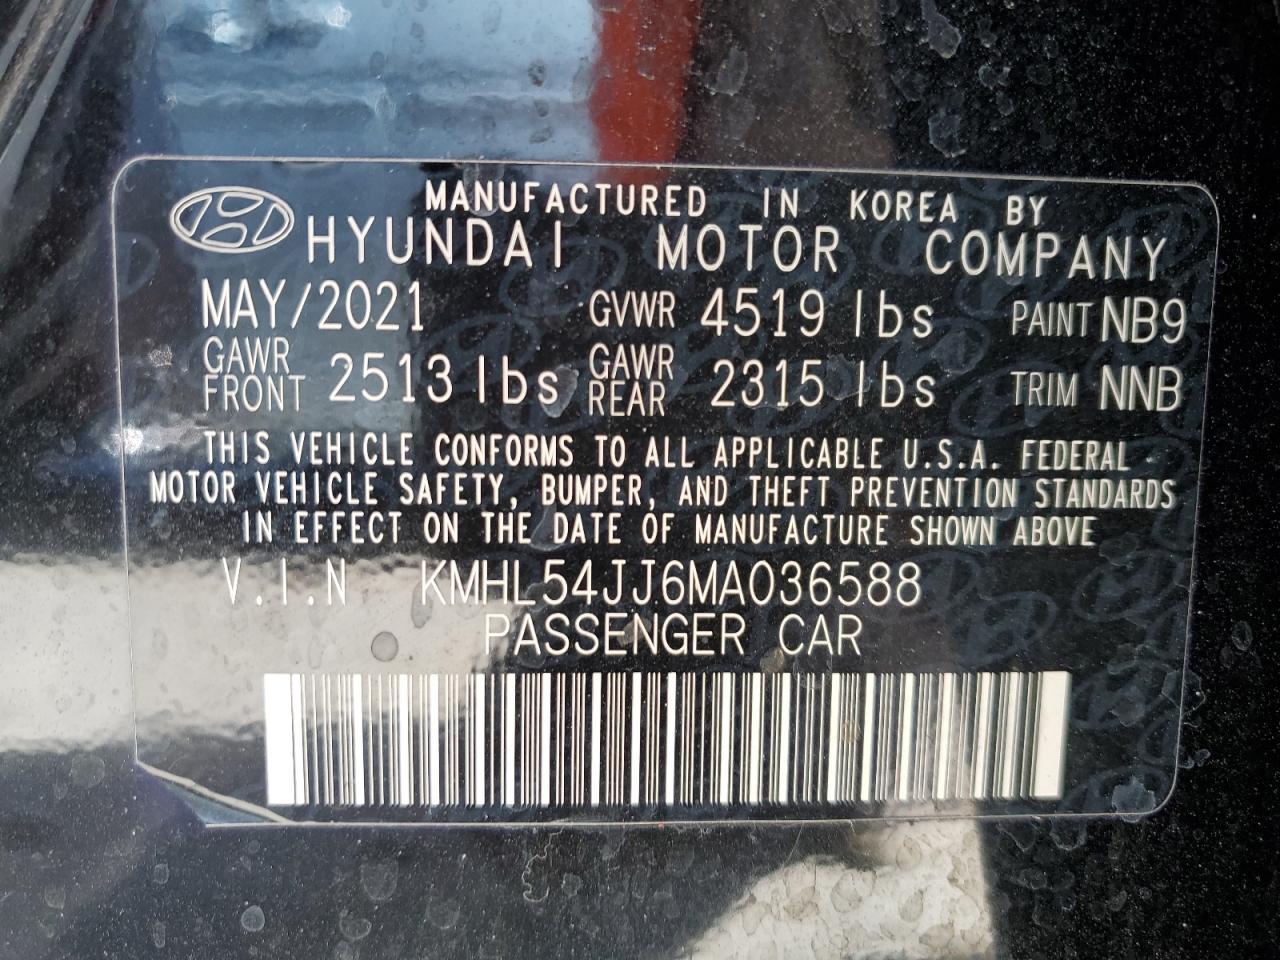 MANUFACTURED IN KOREA BY
HYUNDAI MOTOR COMPANY
MAY/2021 GVWR 4519 lbs PAINT NB9
GAWR FRONT 2513 lbs GAWR REAR 2315 lbs TRIM NNB
THIS VEHICLE CONFORMS TO ALL APPLICABLE U.S.A. FEDERAL
MOTOR VEHICLE SAFETY, BUMPER, AND THEFT PREVENTION STANDARDS
IN EFFECT ON THE DATE OF MANUFACTURE SHOWN ABOVE
V.I.N KMHL54JJ6MA036588
PASSENGER CAR